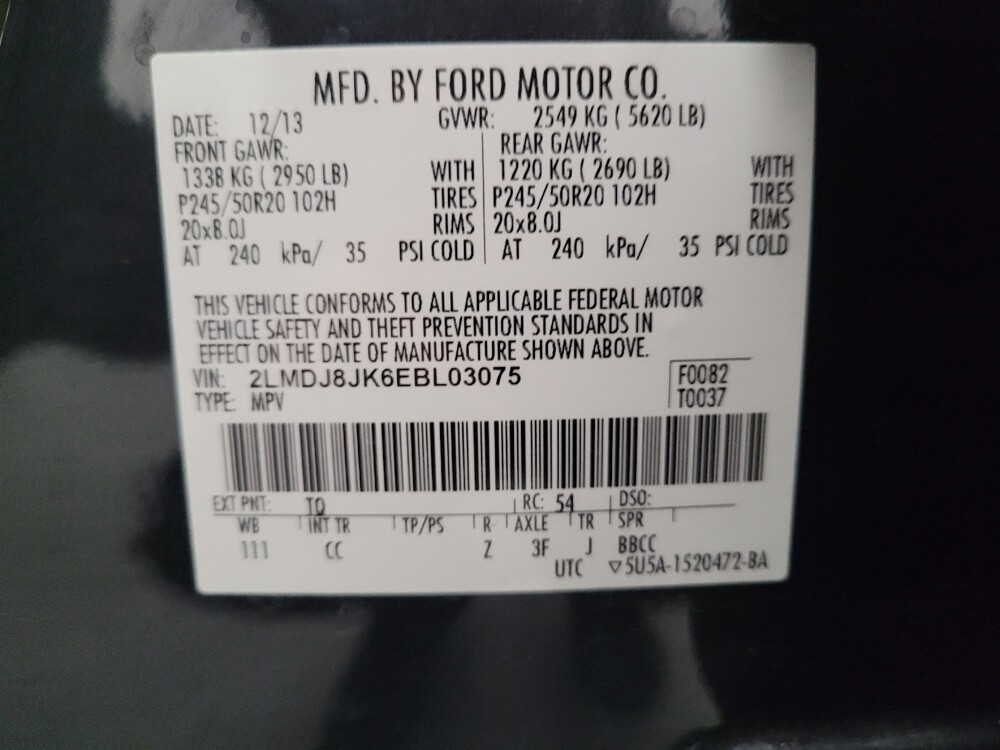 MFD. BY FORD MOTOR CO.
DATE: 12/13 GVWR: 2549 KG ( 5620 LB)
FRONT GAWR: REAR GAWR:
1338 KG ( 2950 LB) WITH 1220 KG ( 2690 LB) WITH
P245/50R20 102H TIRES P245/50R20 102H TIRES
20x8.0J RIMS 20x8.0J RIMS
AT 240 kPa/ 35 PSI COLD AT 240 kPa/ 35 PSI COLD
THIS VEHICLE CONFORMS TO ALL APPLICABLE FEDERAL MOTOR
VEHICLE SAFETY AND THEFT PREVENTION STANDARDS IN
EFFECT ON THE DATE OF MANUFACTURE SHOWN ABOVE.
VIN: 2LMDJ8JK6EBL03075 F0082
TYPE: MPV T0037
EXT PNT: TQ RC: 54 DSO:
WB INT TR TP/PS R AXLE TR SPR
111 CC Z 3F J BBCC
UTC ▽5U5A-1520472-BA